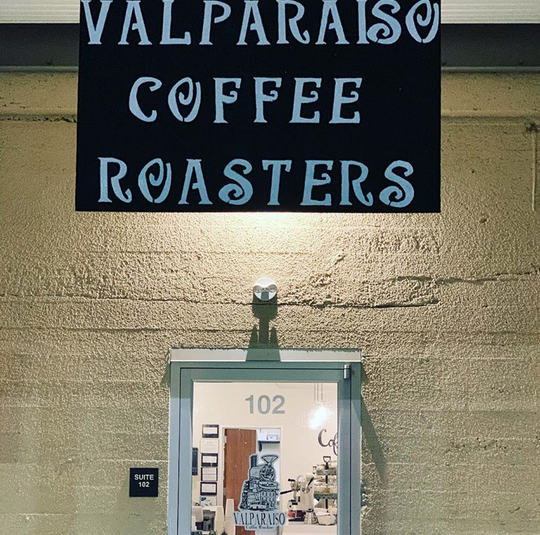 VALPARAISO
COFFEE
ROASTERS
102
SUITE
102
VALPARAISO